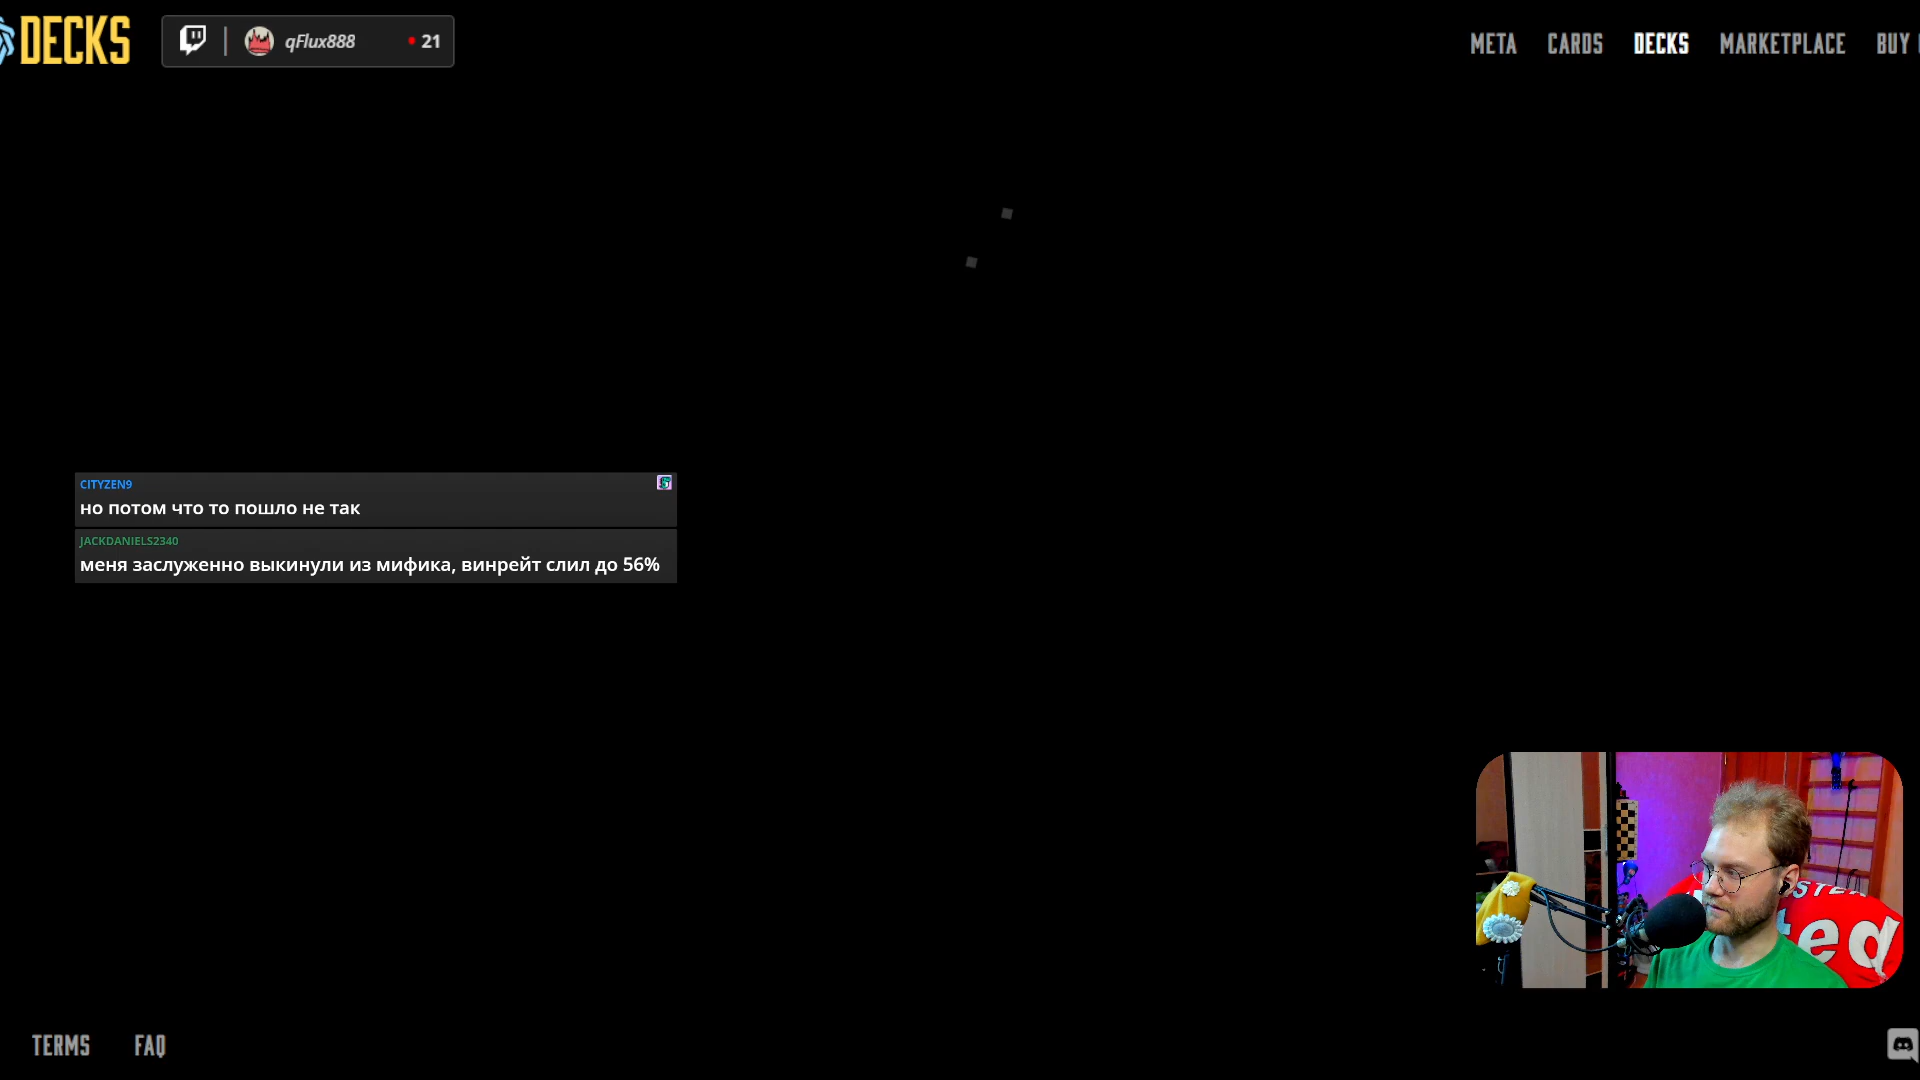 DECKS
qFlux888
21
META
CARDS
DECKS
MARKETPLACE
BUY
CITYZEN9
но потом что то пошло не так
JACKDANIELS2340
меня заслуженно выкинули из мифика, винрейт слил до 56%
TERMS
FAQ